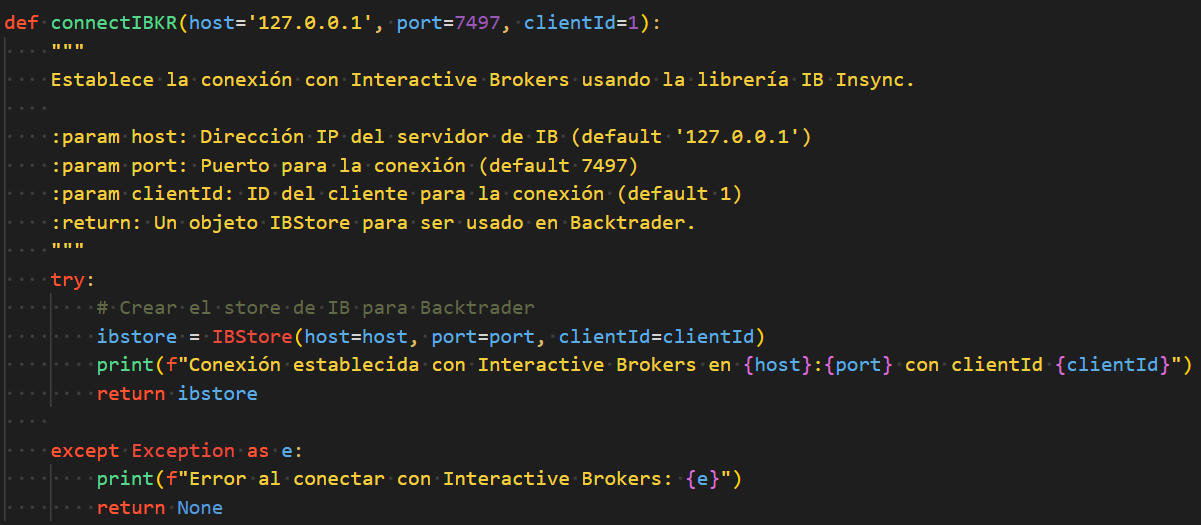 def connectIBKR(host='127.0.0.1', port=7497, clientId=1):
    """
    Establece la conexión con Interactive Brokers usando la librería IB Insync.

    :param host: Dirección IP del servidor de IB (default '127.0.0.1')
    :param port: Puerto para la conexión (default 7497)
    :param clientId: ID del cliente para la conexión (default 1)
    :return: Un objeto IBStore para ser usado en Backtrader.
    """
    try:
        # Crear el store de IB para Backtrader
        ibstore = IBStore(host=host, port=port, clientId=clientId)
        print(f"Conexión establecida con Interactive Brokers en {host}:{port} con clientId {clientId}")
        return ibstore

    except Exception as e:
        print(f"Error al conectar con Interactive Brokers: {e}")
        return None